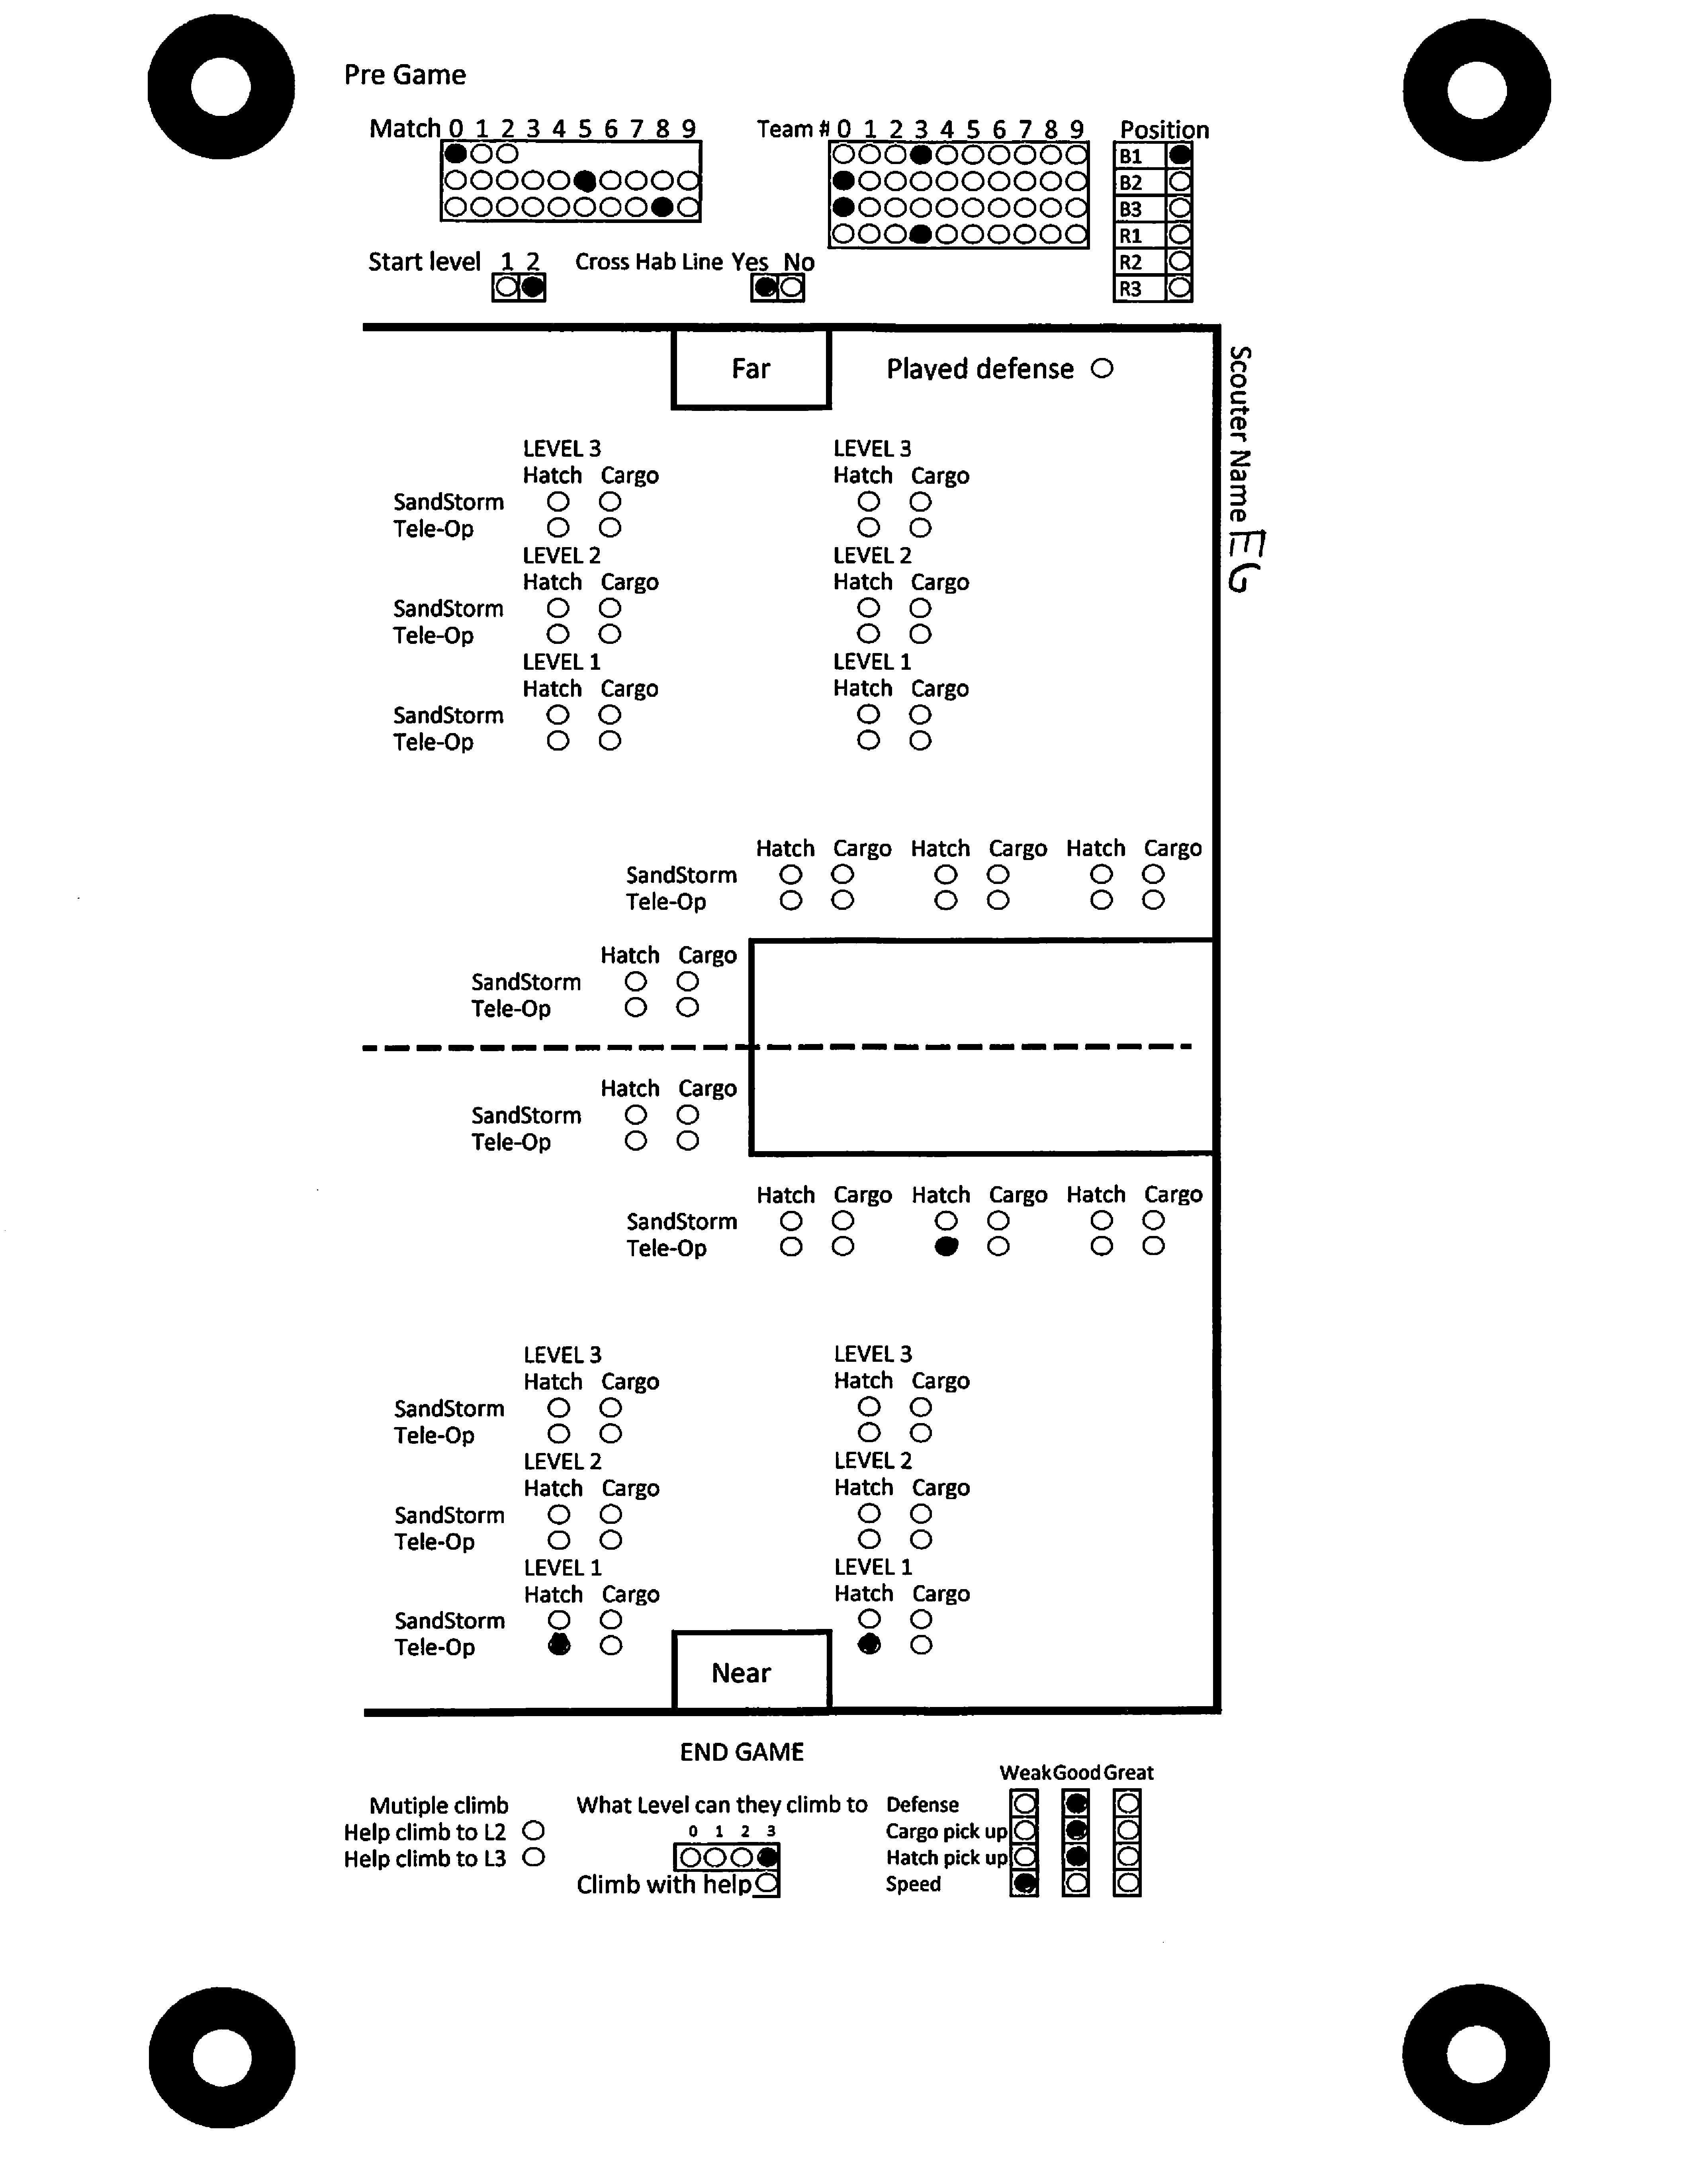 Pre Game
Match 0 1 2 3 4 5 6 7 8 9
Team # 0 1 2 3 4 5 6 7 8 9
Position
B1
B2
B3
R1
R2
R3
Start level 1 2
Cross Hab Line Yes No
Far
Played defense
Scouter Name EG
LEVEL 3 LEVEL 3
Hatch Cargo Hatch Cargo
SandStorm
Tele-Op
LEVEL 2 LEVEL 2
Hatch Cargo Hatch Cargo
SandStorm
Tele-Op
LEVEL 1 LEVEL 1
Hatch Cargo Hatch Cargo
SandStorm
Tele-Op
Hatch Cargo Hatch Cargo Hatch Cargo
SandStorm
Tele-Op
Hatch Cargo
SandStorm
Tele-Op
Hatch Cargo
SandStorm
Tele-Op
Hatch Cargo Hatch Cargo Hatch Cargo
SandStorm
Tele-Op
LEVEL 3 LEVEL 3
Hatch Cargo Hatch Cargo
SandStorm
Tele-Op
LEVEL 2 LEVEL 2
Hatch Cargo Hatch Cargo
SandStorm
Tele-Op
LEVEL 1 LEVEL 1
Hatch Cargo Hatch Cargo
SandStorm
Tele-Op
Near
END GAME
Mutiple climb
Help climb to L2
Help climb to L3
What Level can they climb to
0 1 2 3
Climb with help
Weak Good Great
Defense
Cargo pick up
Hatch pick up
Speed